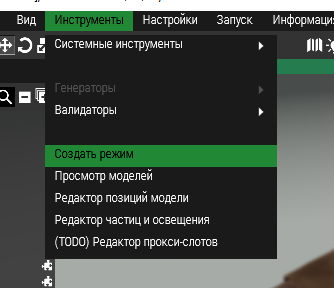 Вид Инструменты Настройки Запуск
Системные инструменты
Генераторы
Валидаторы
Создать режим
Просмотр моделей
Редактор позиций модели
Редактор частиц и освещения
(TODO) Редактор прокси-слотов